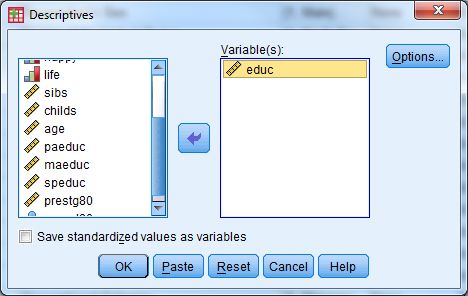 Descriptives
Variable(s):
happy
life
sibs
childs
age
paeduc
maeduc
speduc
prestg80
educ
Options...
Save standardized values as variables
OK Paste Reset Cancel Help